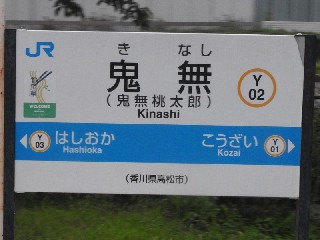 JR
きなし
鬼無
(鬼無桃太郎)
Kinashi
Y
02
Y
03
はしおか
Hashioka
こうざい
Kozai
Y
01
(香川県高松市)